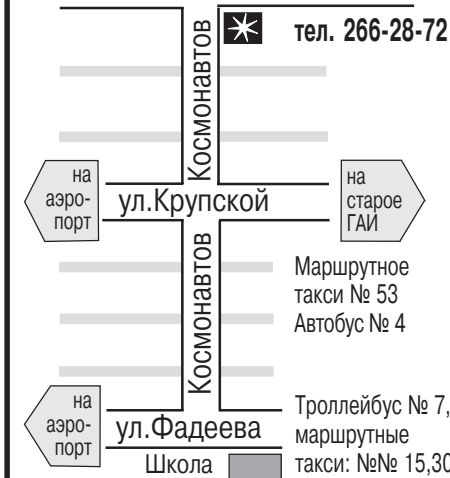 Космонавтов
тел. 266-28-72
на
аэро-
порт
ул.Крупской
на
старое
ГАИ
Космонавтов
Маршрутное
такси № 53
Автобус № 4
на
аэро-
порт
ул.Фадеева
Троллейбус № 7,
маршрутные
такси: №№ 15,30
Школа